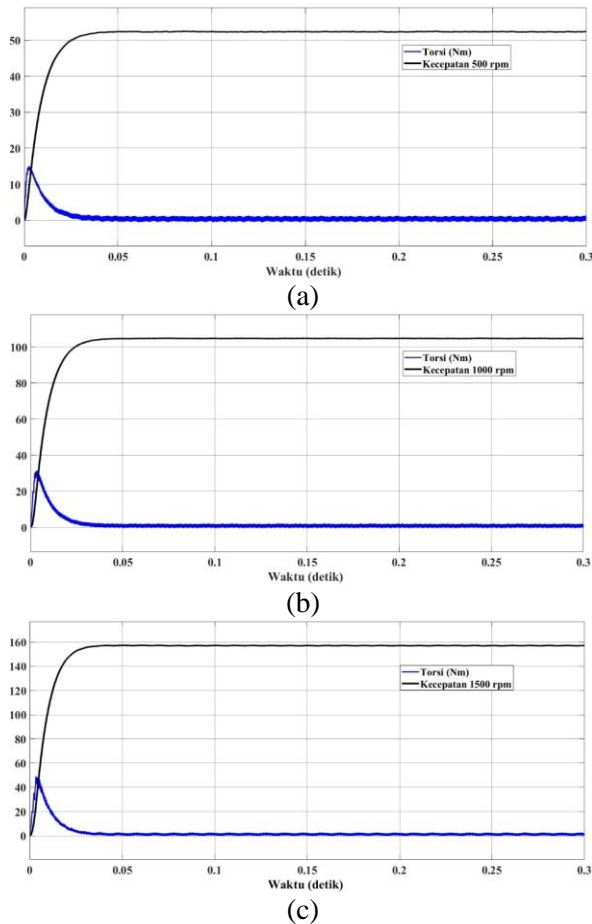 50
40
30
20
10
0
Torsi (Nm)
Kecepatan 500 rpm
0 0.05 0.1 0.15 0.2 0.25 0.3
Waktu (detik)
(a)
100
80
60
40
20
0
Torsi (Nm)
Kecepatan 1000 rpm
0 0.05 0.1 0.15 0.2 0.25 0.3
Waktu (detik)
(b)
160
140
120
100
80
60
40
20
0
Torsi (Nm)
Kecepatan 1500 rpm
0 0.05 0.1 0.15 0.2 0.25 0.3
Waktu (detik)
(c)